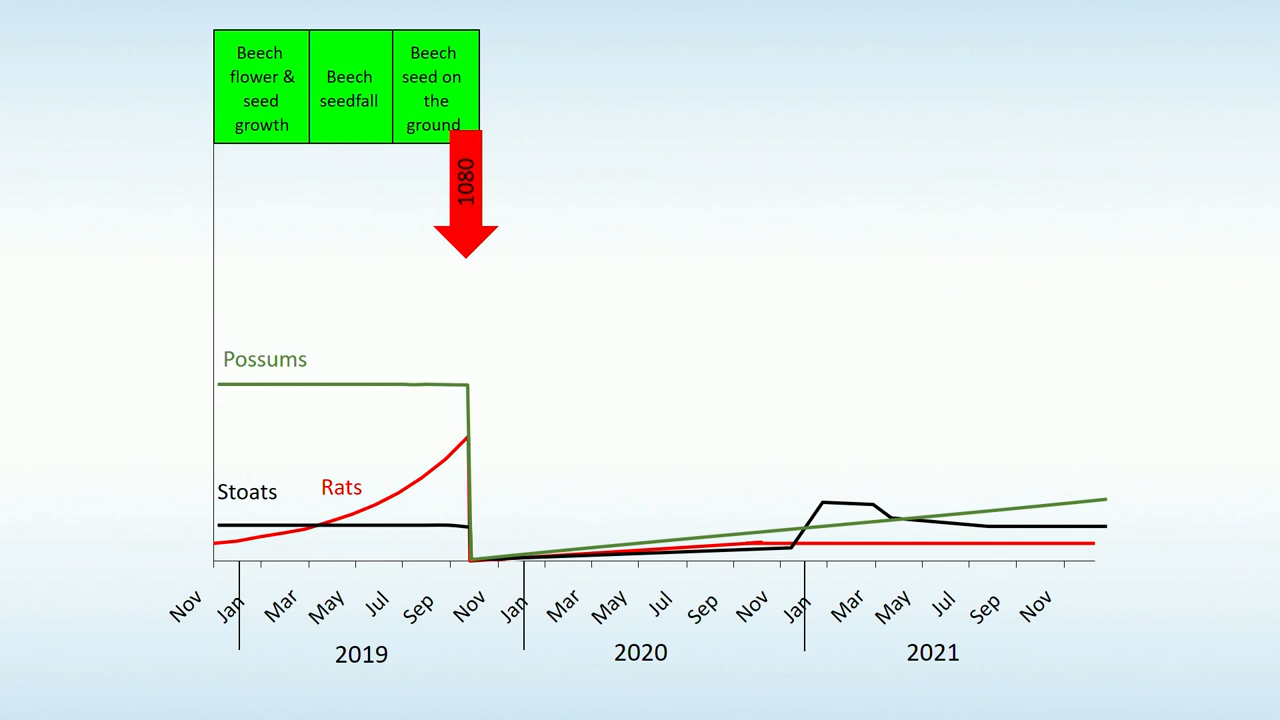 Beech
flower &
seed
growth
Beech
seedfall
Beech
seed on
the
ground
1080
Possums
Stoats
Rats
Nov Jan Mar May Jul Sep Nov Jan Mar May Jul Sep Nov Jan Mar May Jul Sep Nov
2019 2020 2021